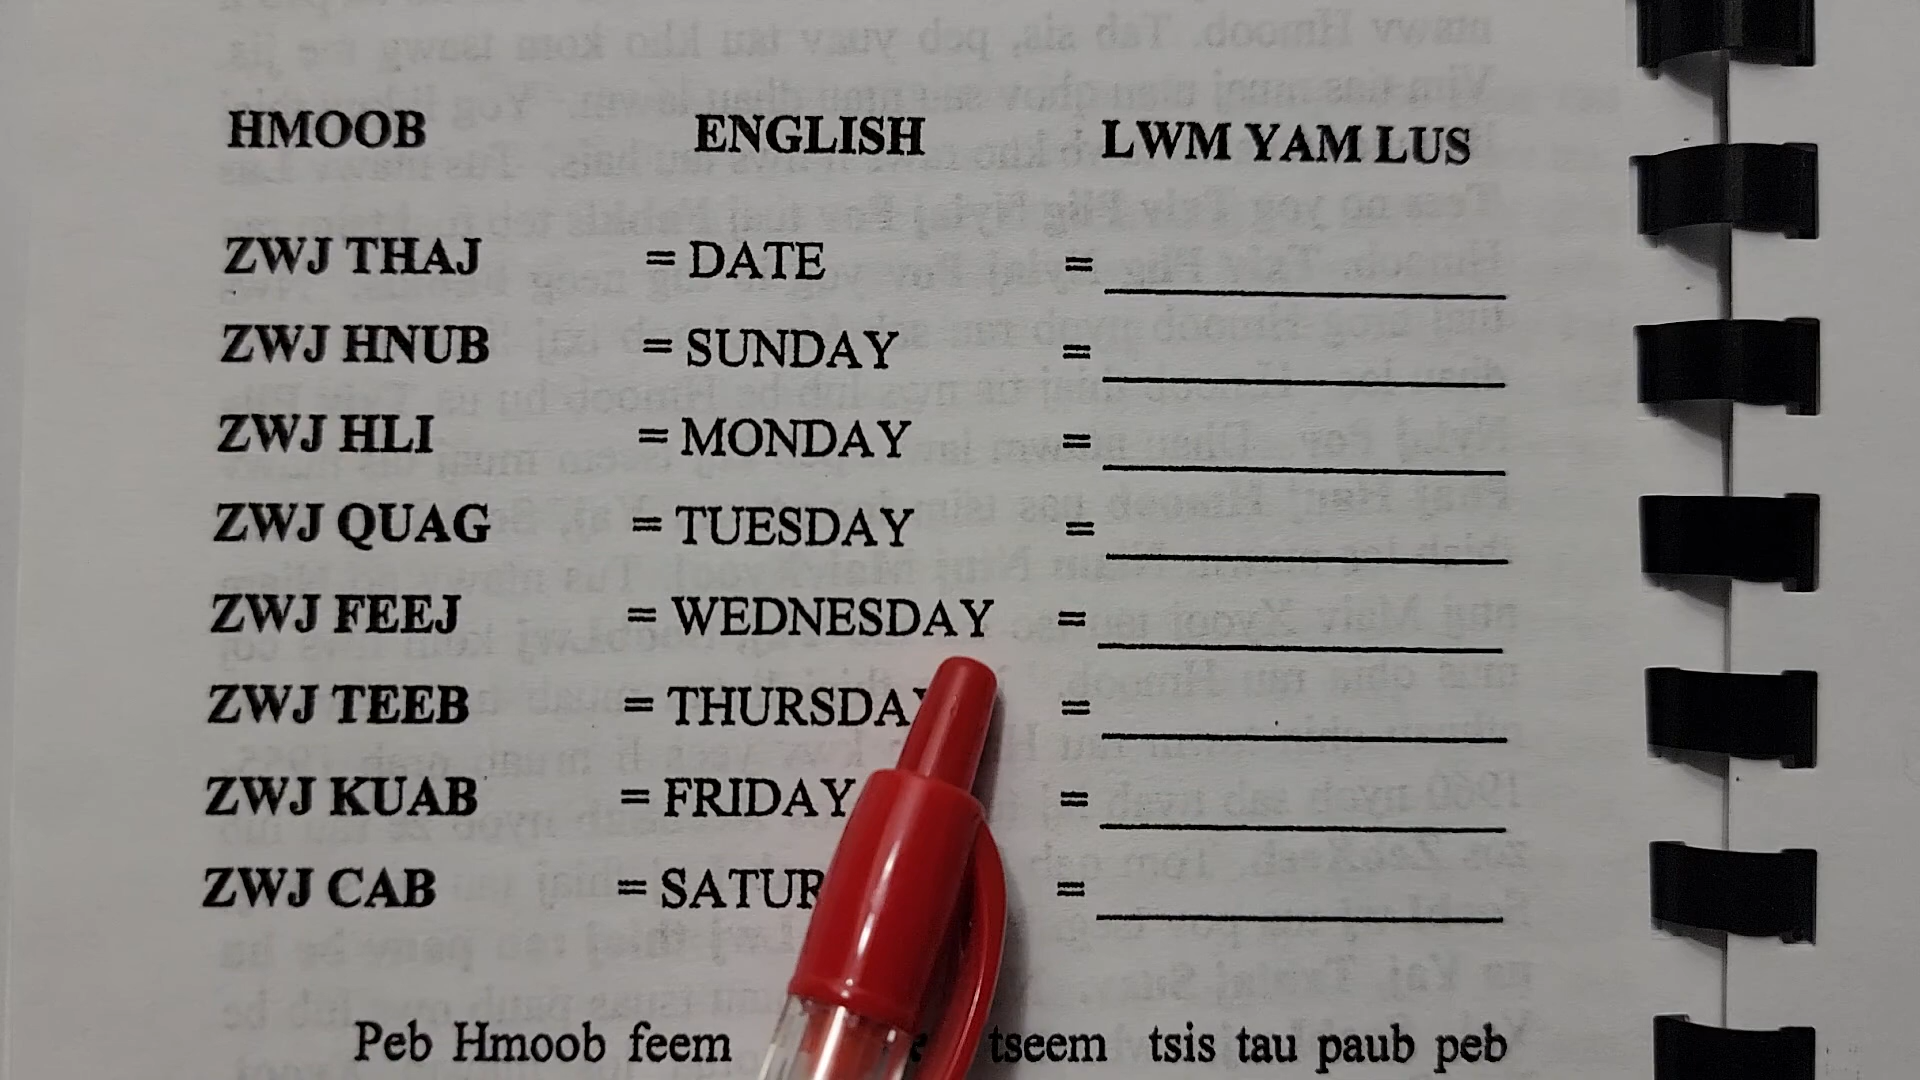 HMOOB ENGLISH LWM YAM LUS
ZWJ THAJ = DATE =
ZWJ HNUB = SUNDAY =
ZWJ HLI = MONDAY =
ZWJ QUAG = TUESDAY =
ZWJ FEEJ = WEDNESDAY =
ZWJ TEEB = THURSDAY =
ZWJ KUAB = FRIDAY =
ZWJ CAB = SATUR =
Peb Hmoob feem tseem tsis tau paub peb